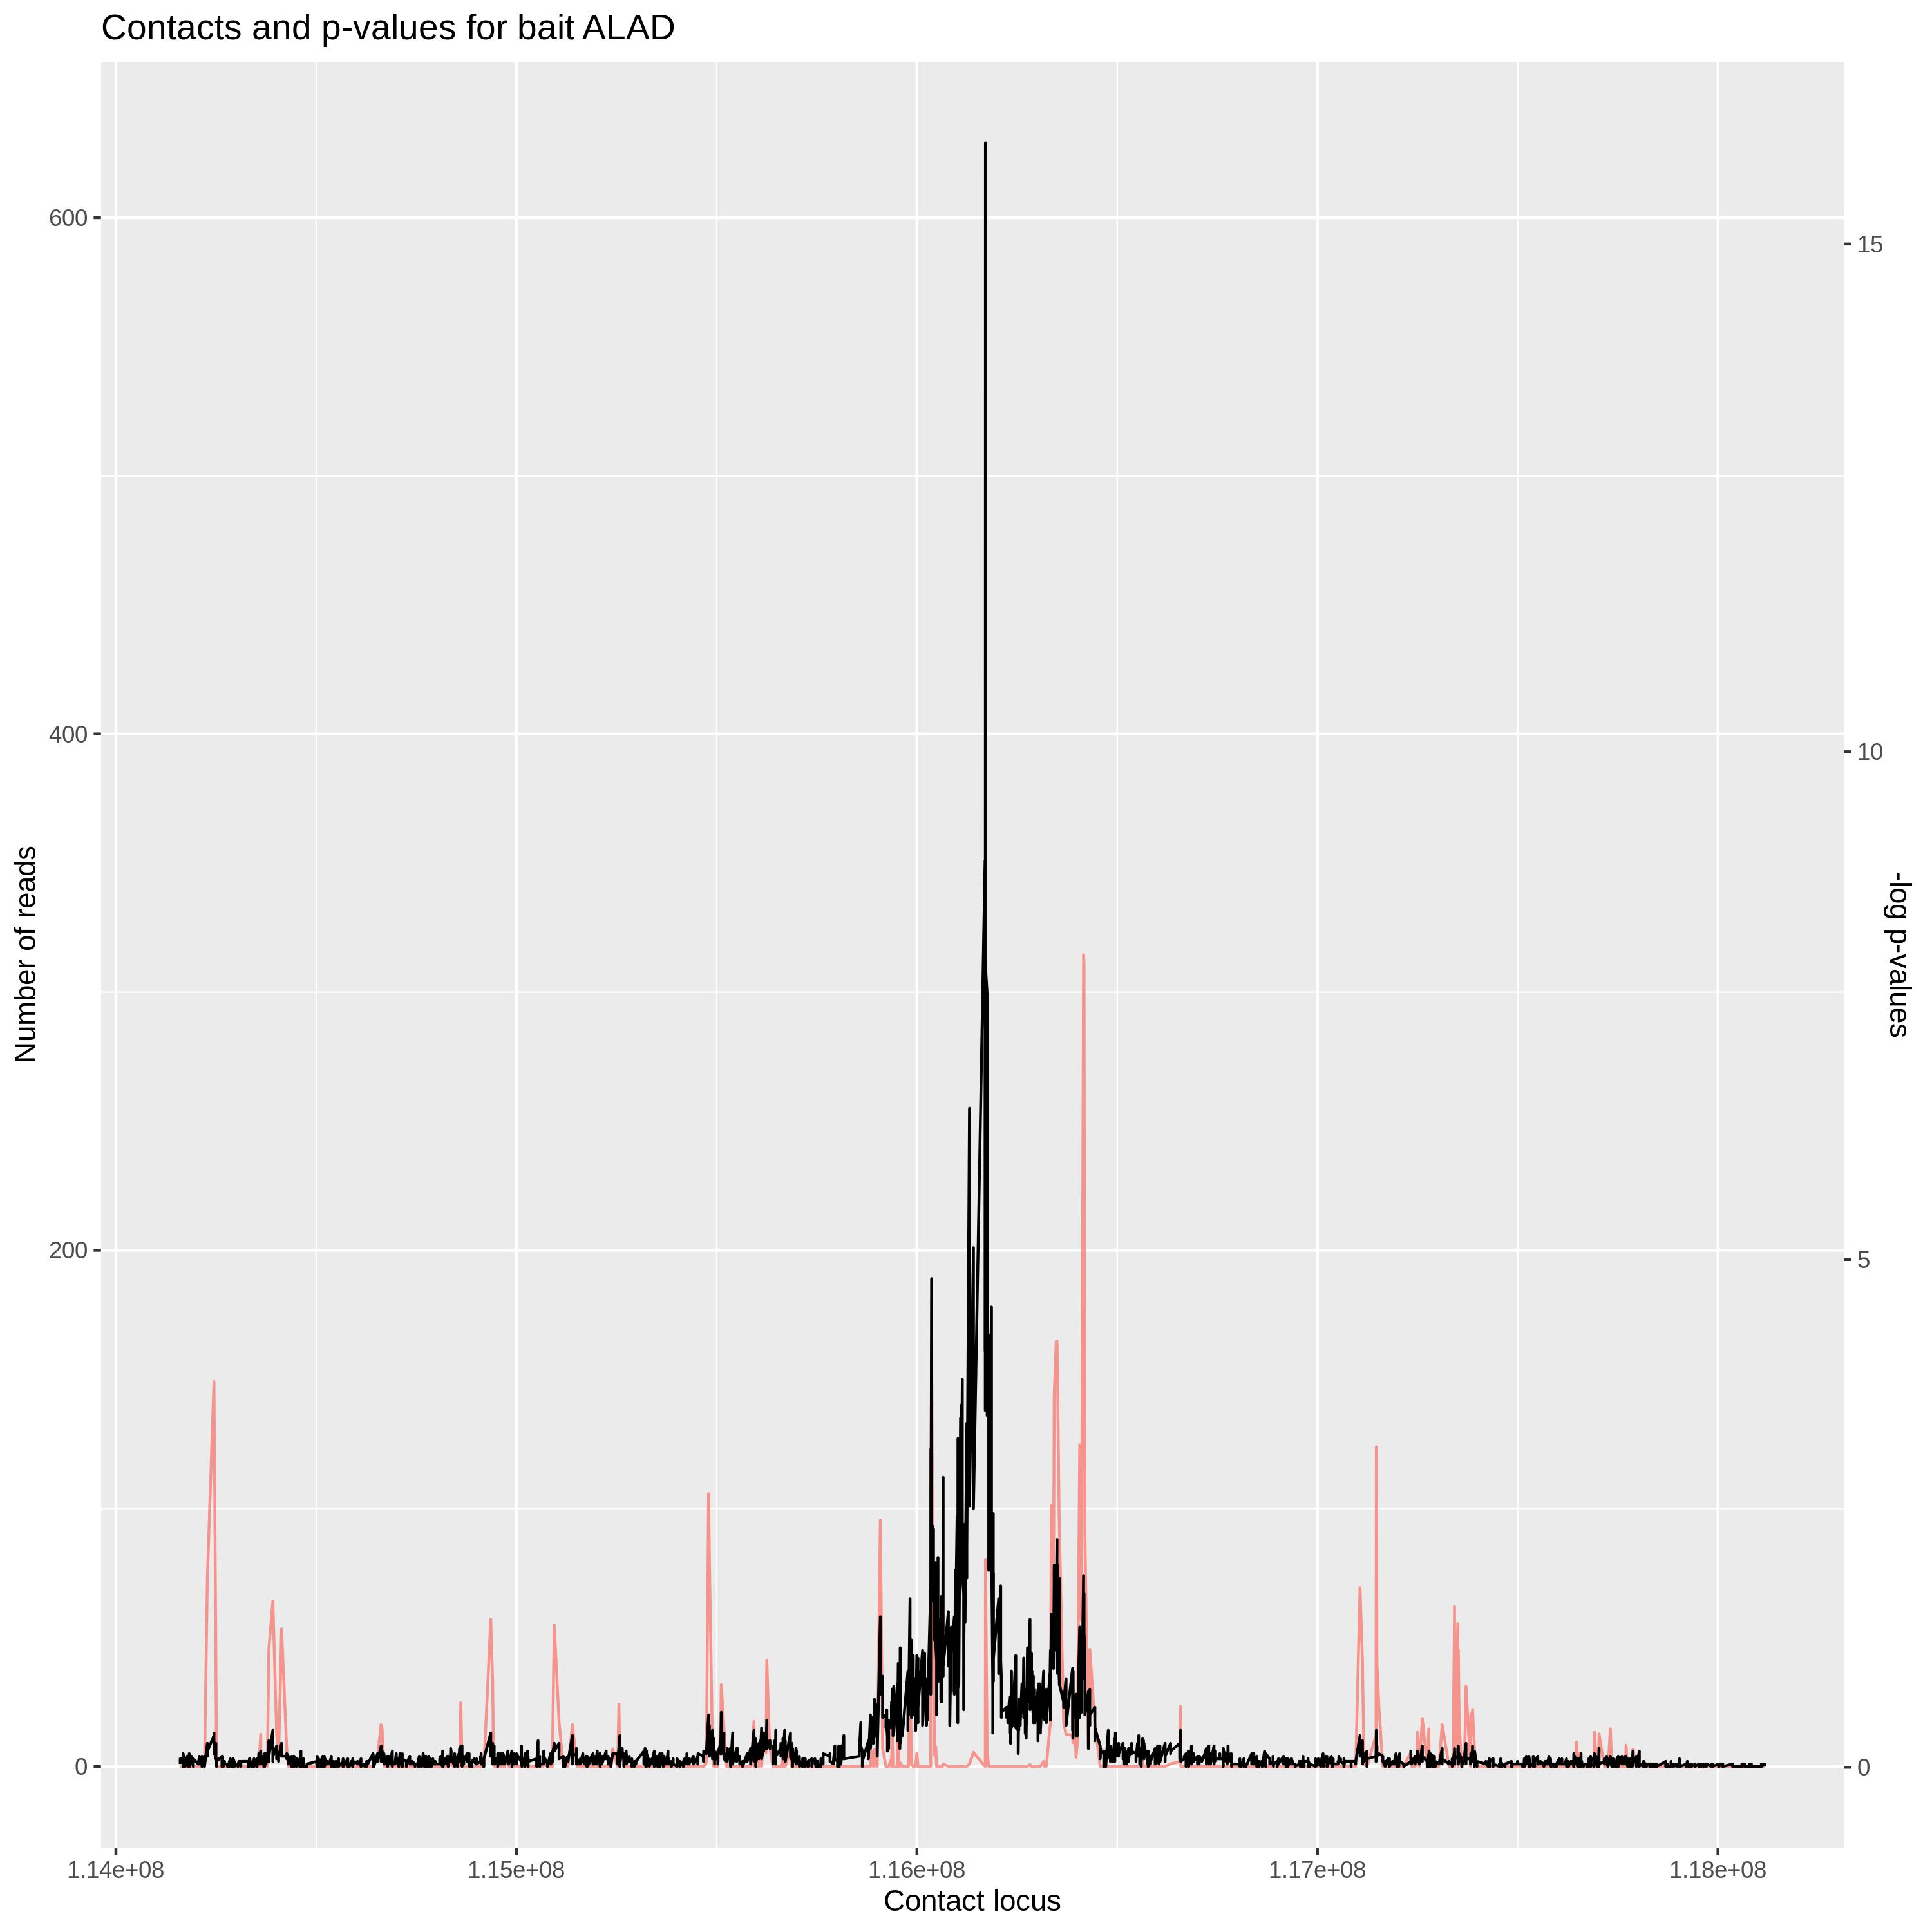 Contacts and p-values for bait ALAD
600
400
200
0
15
10
5
0
Number of reads
-log p-values
1.14e+08
1.15e+08
1.16e+08
1.17e+08
1.18e+08
Contact locus